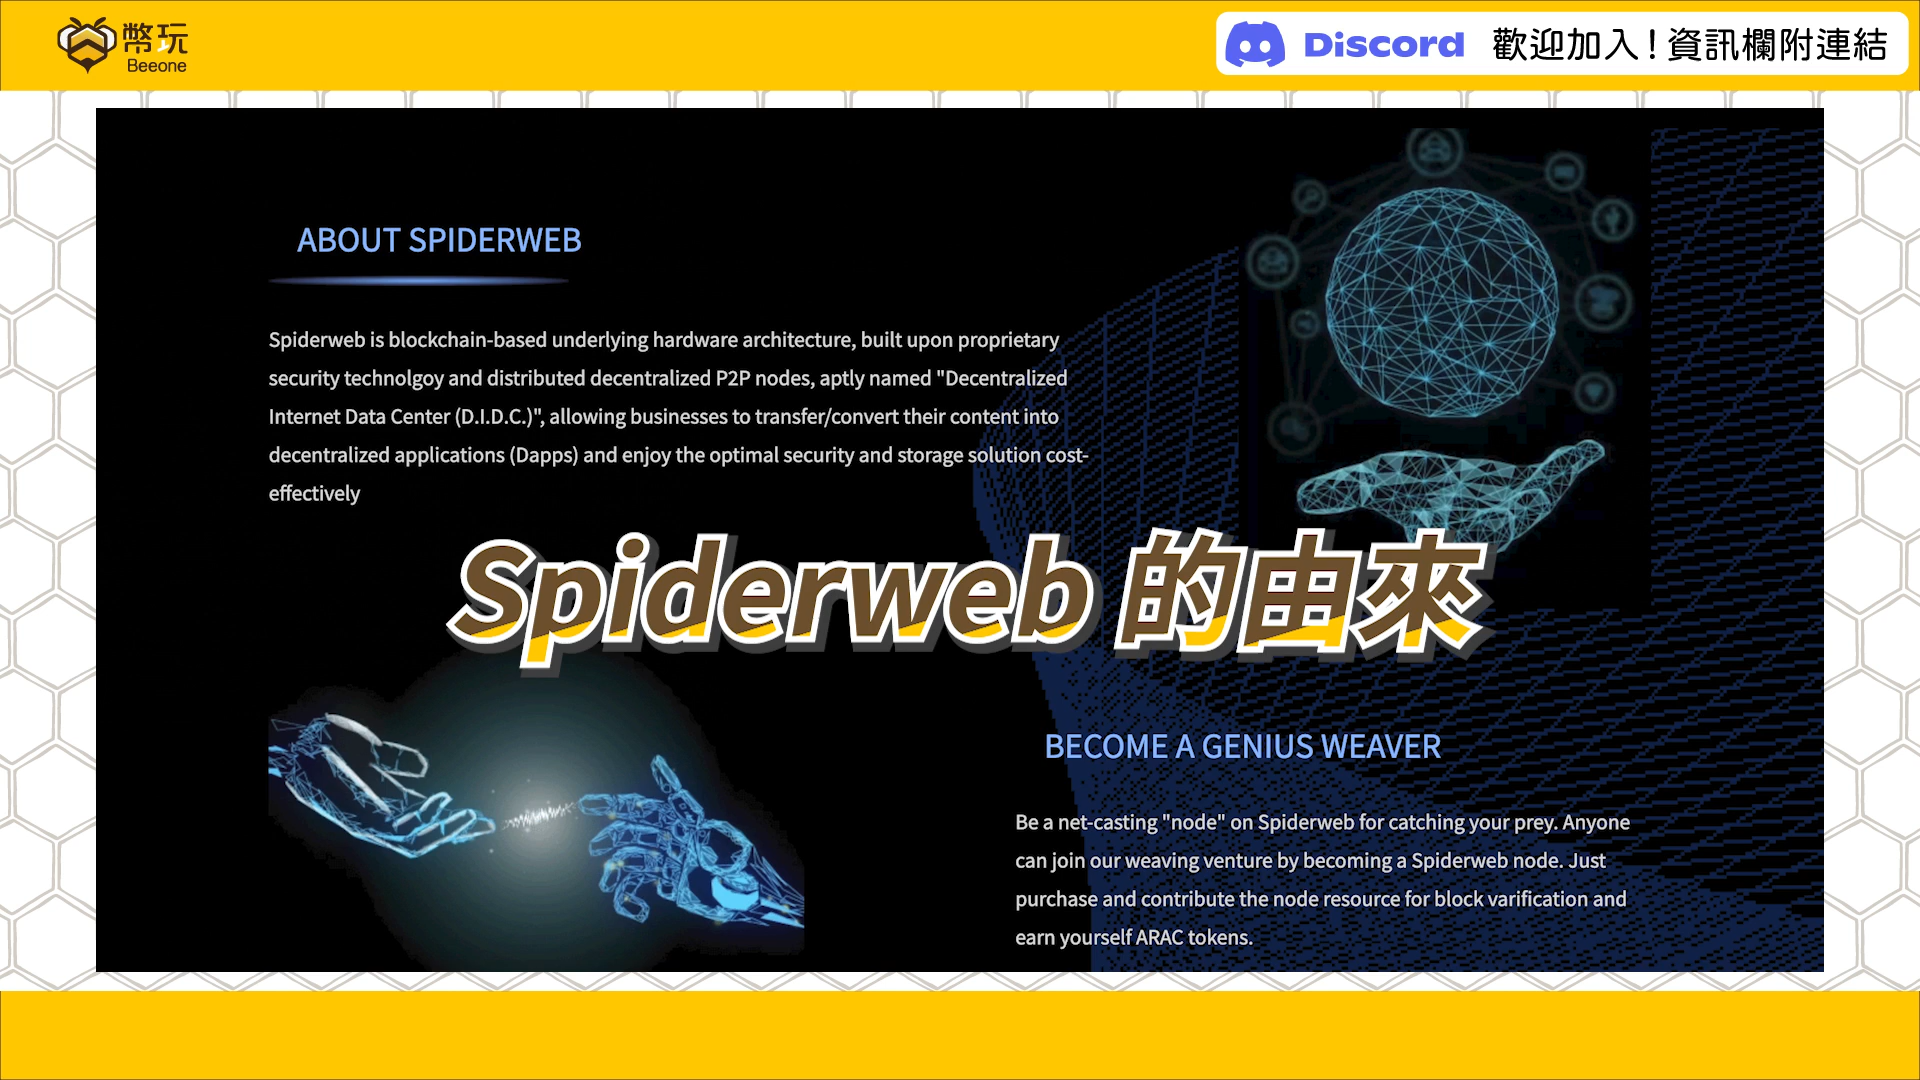 幣玩
Beeone
Discord 歡迎加入！資訊欄附連結
ABOUT SPIDERWEB
Spiderweb is blockchain-based underlying hardware architecture, built upon proprietary
security technolgoy and distributed decentralized P2P nodes, aptly named "Decentralized
Internet Data Center (D.I.D.C.)", allowing businesses to transfer/convert their content into
decentralized applications (Dapps) and enjoy the optimal security and storage solution cost-
effectively
Spiderweb 的由來
BECOME A GENIUS WEAVER
Be a net-casting "node" on Spiderweb for catching your prey. Anyone
can join our weaving venture by becoming a Spiderweb node. Just
purchase and contribute the node resource for block varification and
earn yourself ARAC tokens.